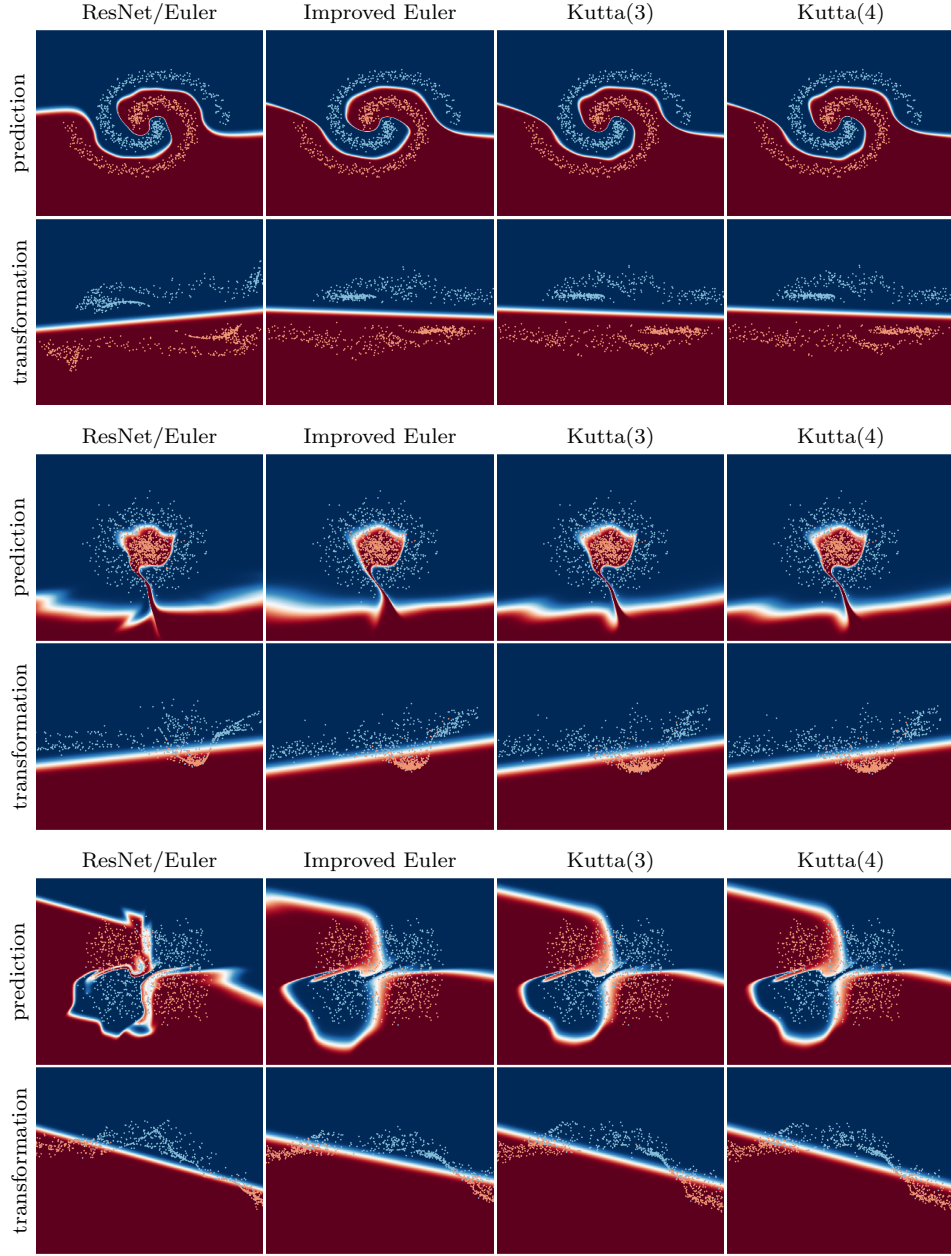 ResNet/Euler Improved Euler Kutta(3) Kutta(4)
prediction
transformation
ResNet/Euler Improved Euler Kutta(3) Kutta(4)
prediction
transformation
ResNet/Euler Improved Euler Kutta(3) Kutta(4)
prediction
transformation